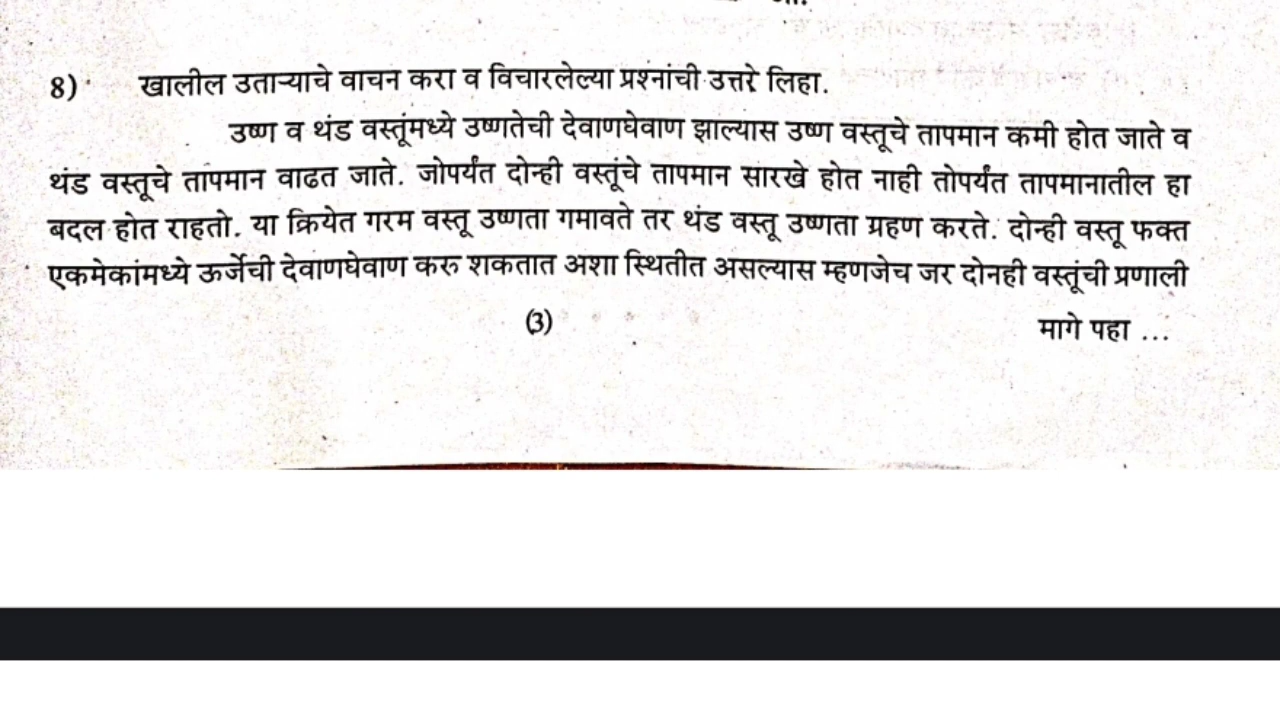 8) खालील उताऱ्याचे वाचन करा व विचारलेल्या प्रश्नांची उत्तरे लिहा.
उष्ण व थंड वस्तूंमध्ये उष्णतेची देवाणघेवाण झाल्यास उष्ण वस्तूचे तापमान कमी होत जाते व
थंड वस्तूचे तापमान वाढत जाते. जोपर्यंत दोन्ही वस्तूंचे तापमान सारखे होत नाही तोपर्यंत तापमानातील हा
बदल होत राहतो. या क्रियेत गरम वस्तू उष्णता गमावते तर थंड वस्तू उष्णता ग्रहण करते. दोन्ही वस्तू फक्त
एकमेकांमध्ये ऊर्जेची देवाणघेवाण करू शकतात अशा स्थितीत असल्यास म्हणजेच जर दोनही वस्तूंची प्रणाली
(3)
मागे पहा ...